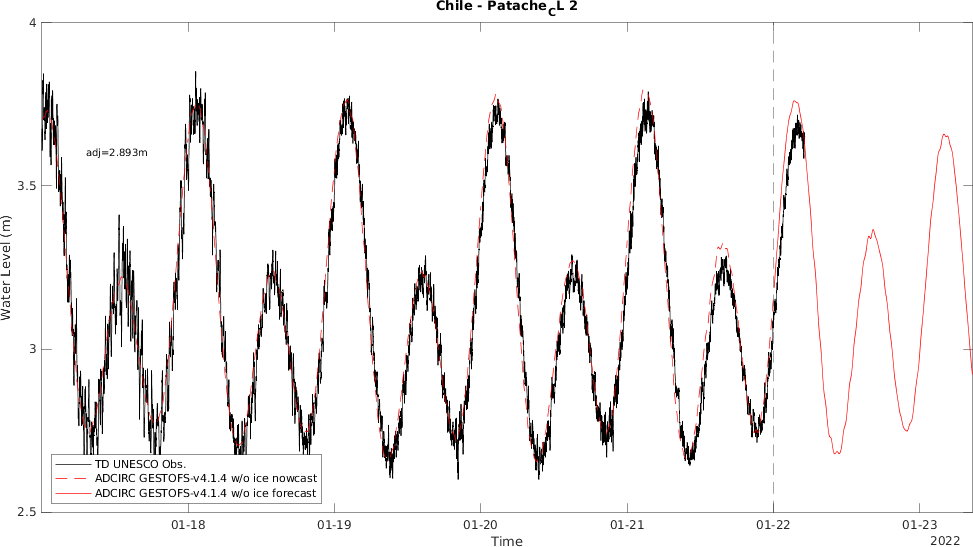 Chile - Patache_CL 2
4
3.5
3
2.5
Water Level (m)
adj=2.893m
TD UNESCO Obs.
ADCIRC GESTOFS-v4.1.4 w/o ice nowcast
ADCIRC GESTOFS-v4.1.4 w/o ice forecast
01-18
01-19
01-20
01-21
01-22
01-23
Time
2022